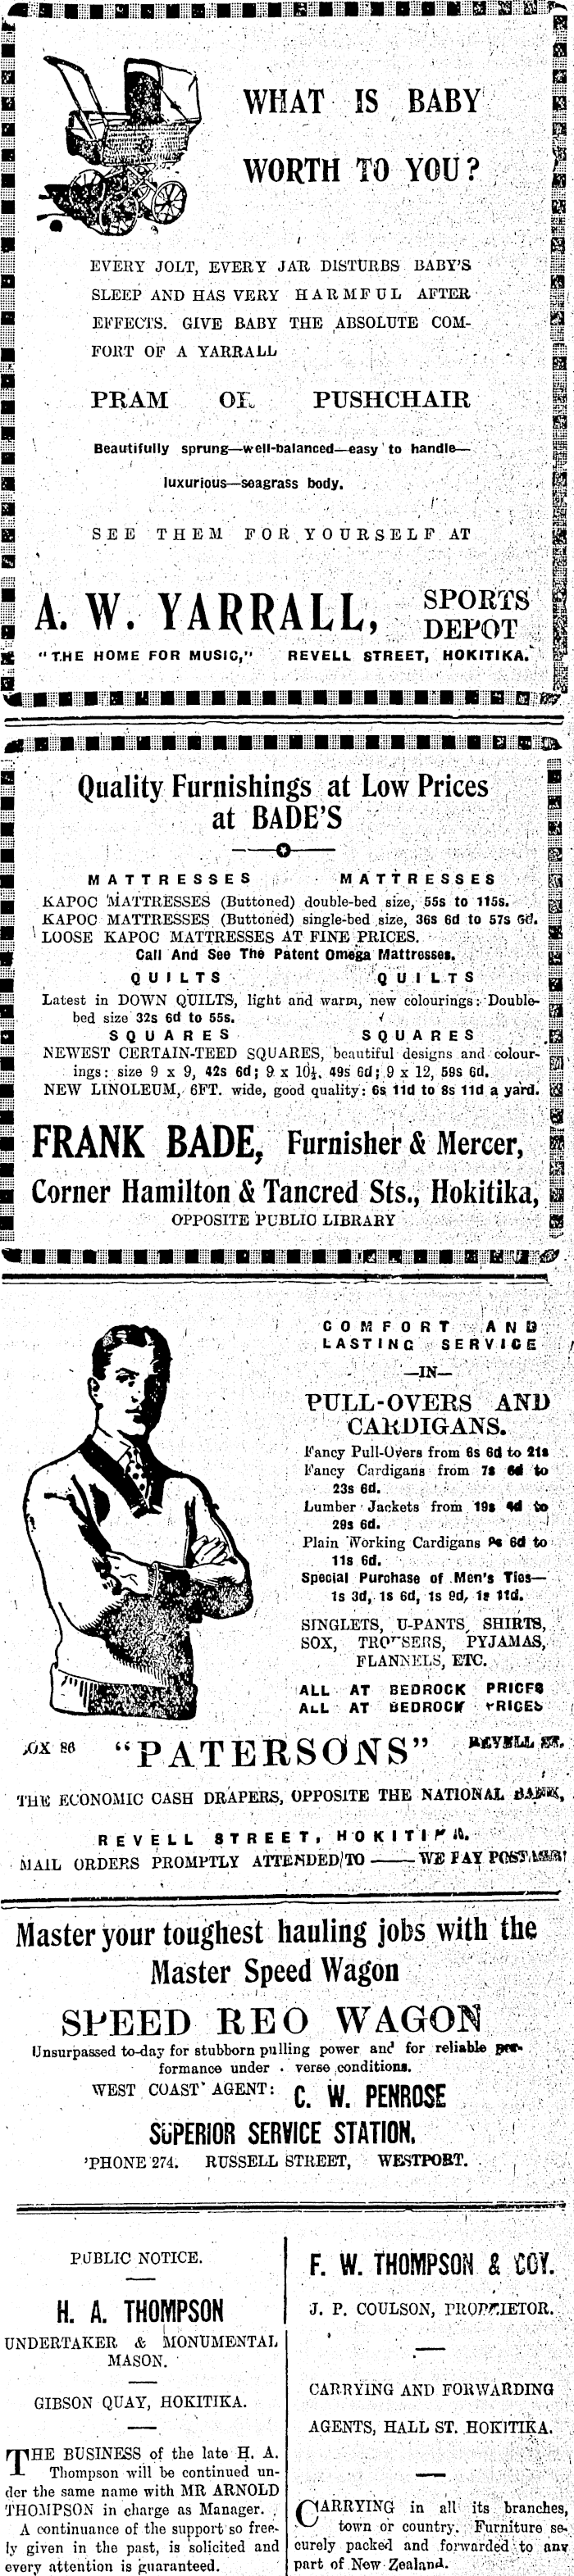 WHAT IS BABY
WORTH TO YOU?
EVERY JOLT, EVERY JAR DISTURBS BABY'S
SLEEP AND HAS VERY HARMFUL AFTER
EFFECTS. GIVE BABY THE ABSOLUTE COM-
FORT OF A YARRALL
PRAM OR PUSHCHAIR
Beautifully sprung—well-balanced—easy to handle—
luxurious—seagrass body.
SEE THEM FOR YOURSELF AT
A. W. YARRALL, SPORTS DEPOT
"THE HOME FOR MUSIC," REVELL STREET, HOKITIKA.
Quality Furnishings at Low Prices
at BADE'S
MATTRESSES MATTRESSES
KAPOC MATTRESSES (Buttoned) double-bed size, 55s to 115s.
KAPOC MATTRESSES (Buttoned) single-bed size, 36s 6d to 57s 6d.
LOOSE KAPOC MATTRESSES AT FINE PRICES.
Call And See The Patent Omega Mattresses.
QUILTS QUILTS
Latest in DOWN QUILTS, light and warm, new colourings: Double-
bed size 32s 6d to 55s.
SQUARES SQUARES
NEWEST CERTAIN-TEED SQUARES, beautiful designs and colour-
ings: size 9 x 9, 42s 6d; 9 x 10½, 49s 6d; 9 x 12, 59s 6d.
NEW LINOLEUM, 6FT. wide, good quality: 6s 11d to 8s 11d a yard.
FRANK BADE, Furnisher & Mercer,
Corner Hamilton & Tancred Sts., Hokitika,
OPPOSITE PUBLIC LIBRARY
COMFORT AND
LASTING SERVICE
—IN—
PULL-OVERS AND
CARDIGANS.
Fancy Pull-Overs from 6s 6d to 21s
Fancy Cardigans from 7s 6d to
23s 6d.
Lumber Jackets from 19s 4d to
29s 6d.
Plain Working Cardigans 6d to
11s 6d.
Special Purchase of Men's Ties—
1s 3d, 1s 6d, 1s 9d, 1s 11d.
SINGLETS, U-PANTS, SHIRTS,
SOX, TROUSERS, PYJAMAS,
FLANNELS, ETC.
ALL AT BEDROCK PRICES
ALL AT BEDROCK PRICES
BOX 86 "PATERSONS" REVELL ST.
THE ECONOMIC CASH DRAPERS, OPPOSITE THE NATIONAL BANK,
REVELL STREET, HOKITIKA.
MAIL ORDERS PROMPTLY ATTENDED TO —— WE PAY POSTAGE!
Master your toughest hauling jobs with the
Master Speed Wagon
SPEED REO WAGON
Unsurpassed to-day for stubborn pulling power and for reliable per-
formance under verse conditions.
WEST COAST AGENT: C. W. PENROSE
SUPERIOR SERVICE STATION,
'PHONE 274. RUSSELL STREET, WESTPORT.
PUBLIC NOTICE.
H. A. THOMPSON
UNDERTAKER & MONUMENTAL
MASON.
GIBSON QUAY, HOKITIKA.
THE BUSINESS of the late H. A.
Thompson will be continued un-
der the same name with MR ARNOLD
THOMPSON in charge as Manager.
A continuance of the support so free-
ly given in the past, is solicited and
every attention is guaranteed.
F. W. THOMPSON & COY.
J. P. COULSON, PROPRIETOR.
CARRYING AND FORWARDING
AGENTS, HALL ST. HOKITIKA.
CARRYING in all its branches,
town or country. Furniture se-
curely packed and forwarded to any
part of New Zealand.